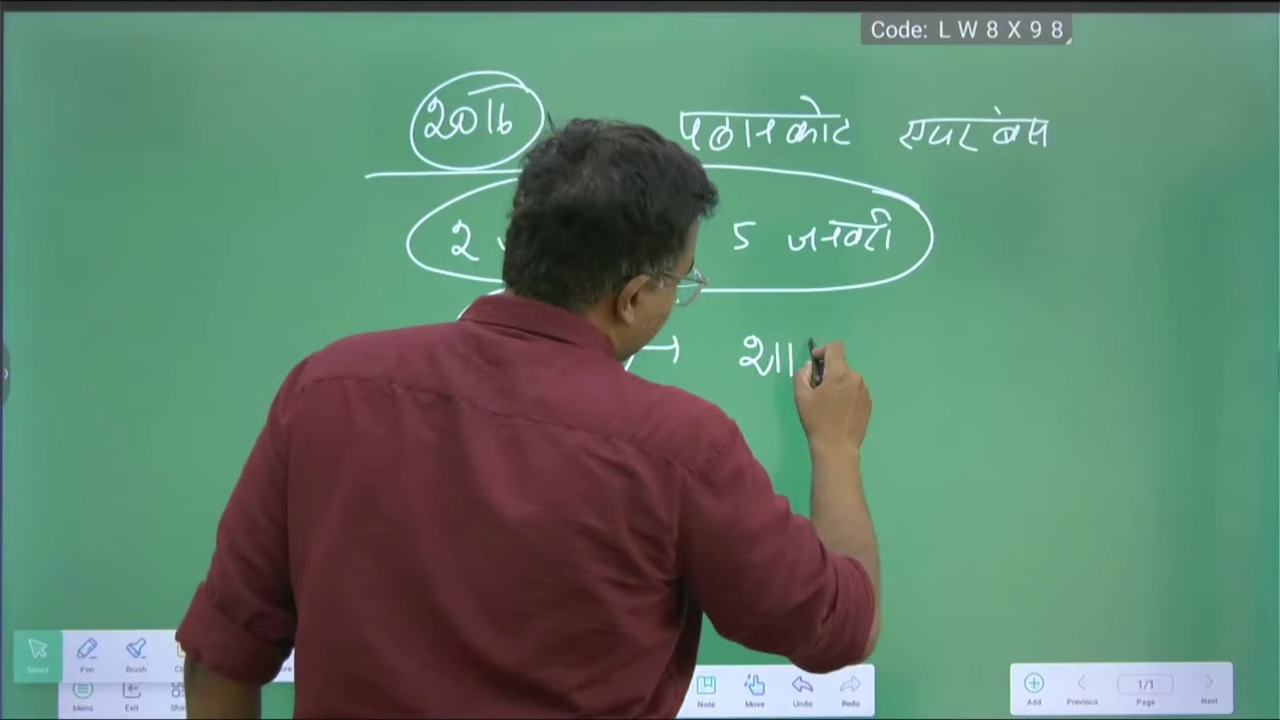 Code: L W 8 X 9 8
2016 पठानकोट एयर बेस
2 5 जनवरी
शा
Select Pen Brush
Menu Exit Note Move Undo Redo Add Previous 1/1 Page Next